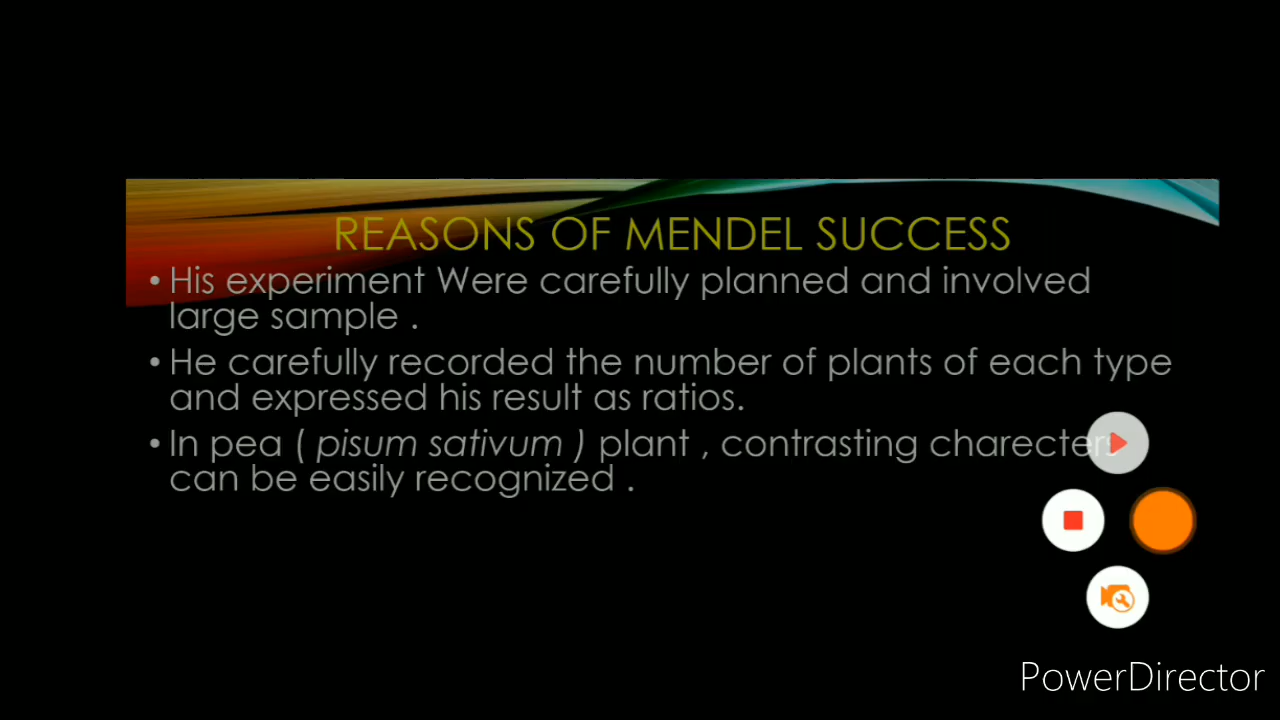 REASONS OF MENDEL SUCCESS
• His experiment Were carefully planned and involved
large sample .
• He carefully recorded the number of plants of each type
and expressed his result as ratios.
• In pea ( pisum sativum ) plant , contrasting charecters
can be easily recognized .
PowerDirector